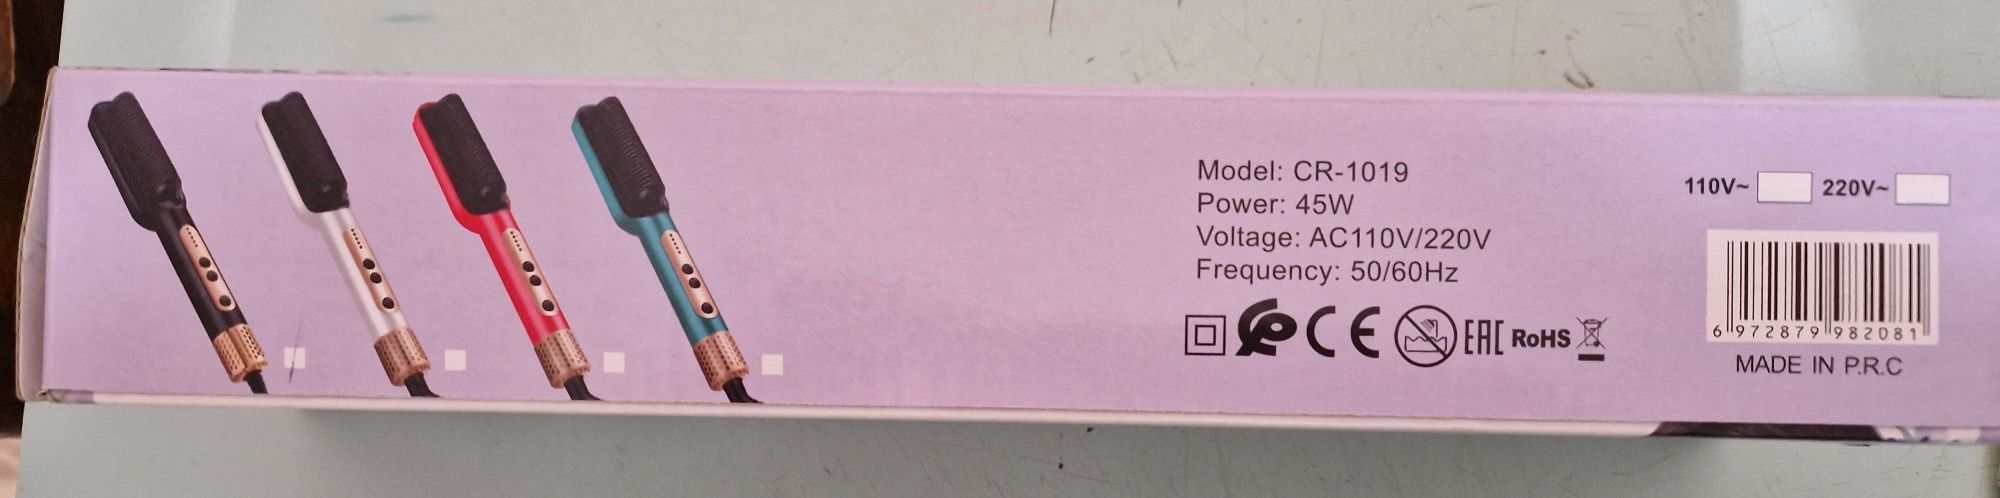 Model: CR-1019
Power: 45W
Voltage: AC110V/220V
Frequency: 50/60Hz
CE EAC RoHS
110V~ 220V~
6 972879 982081
MADE IN P.R.C